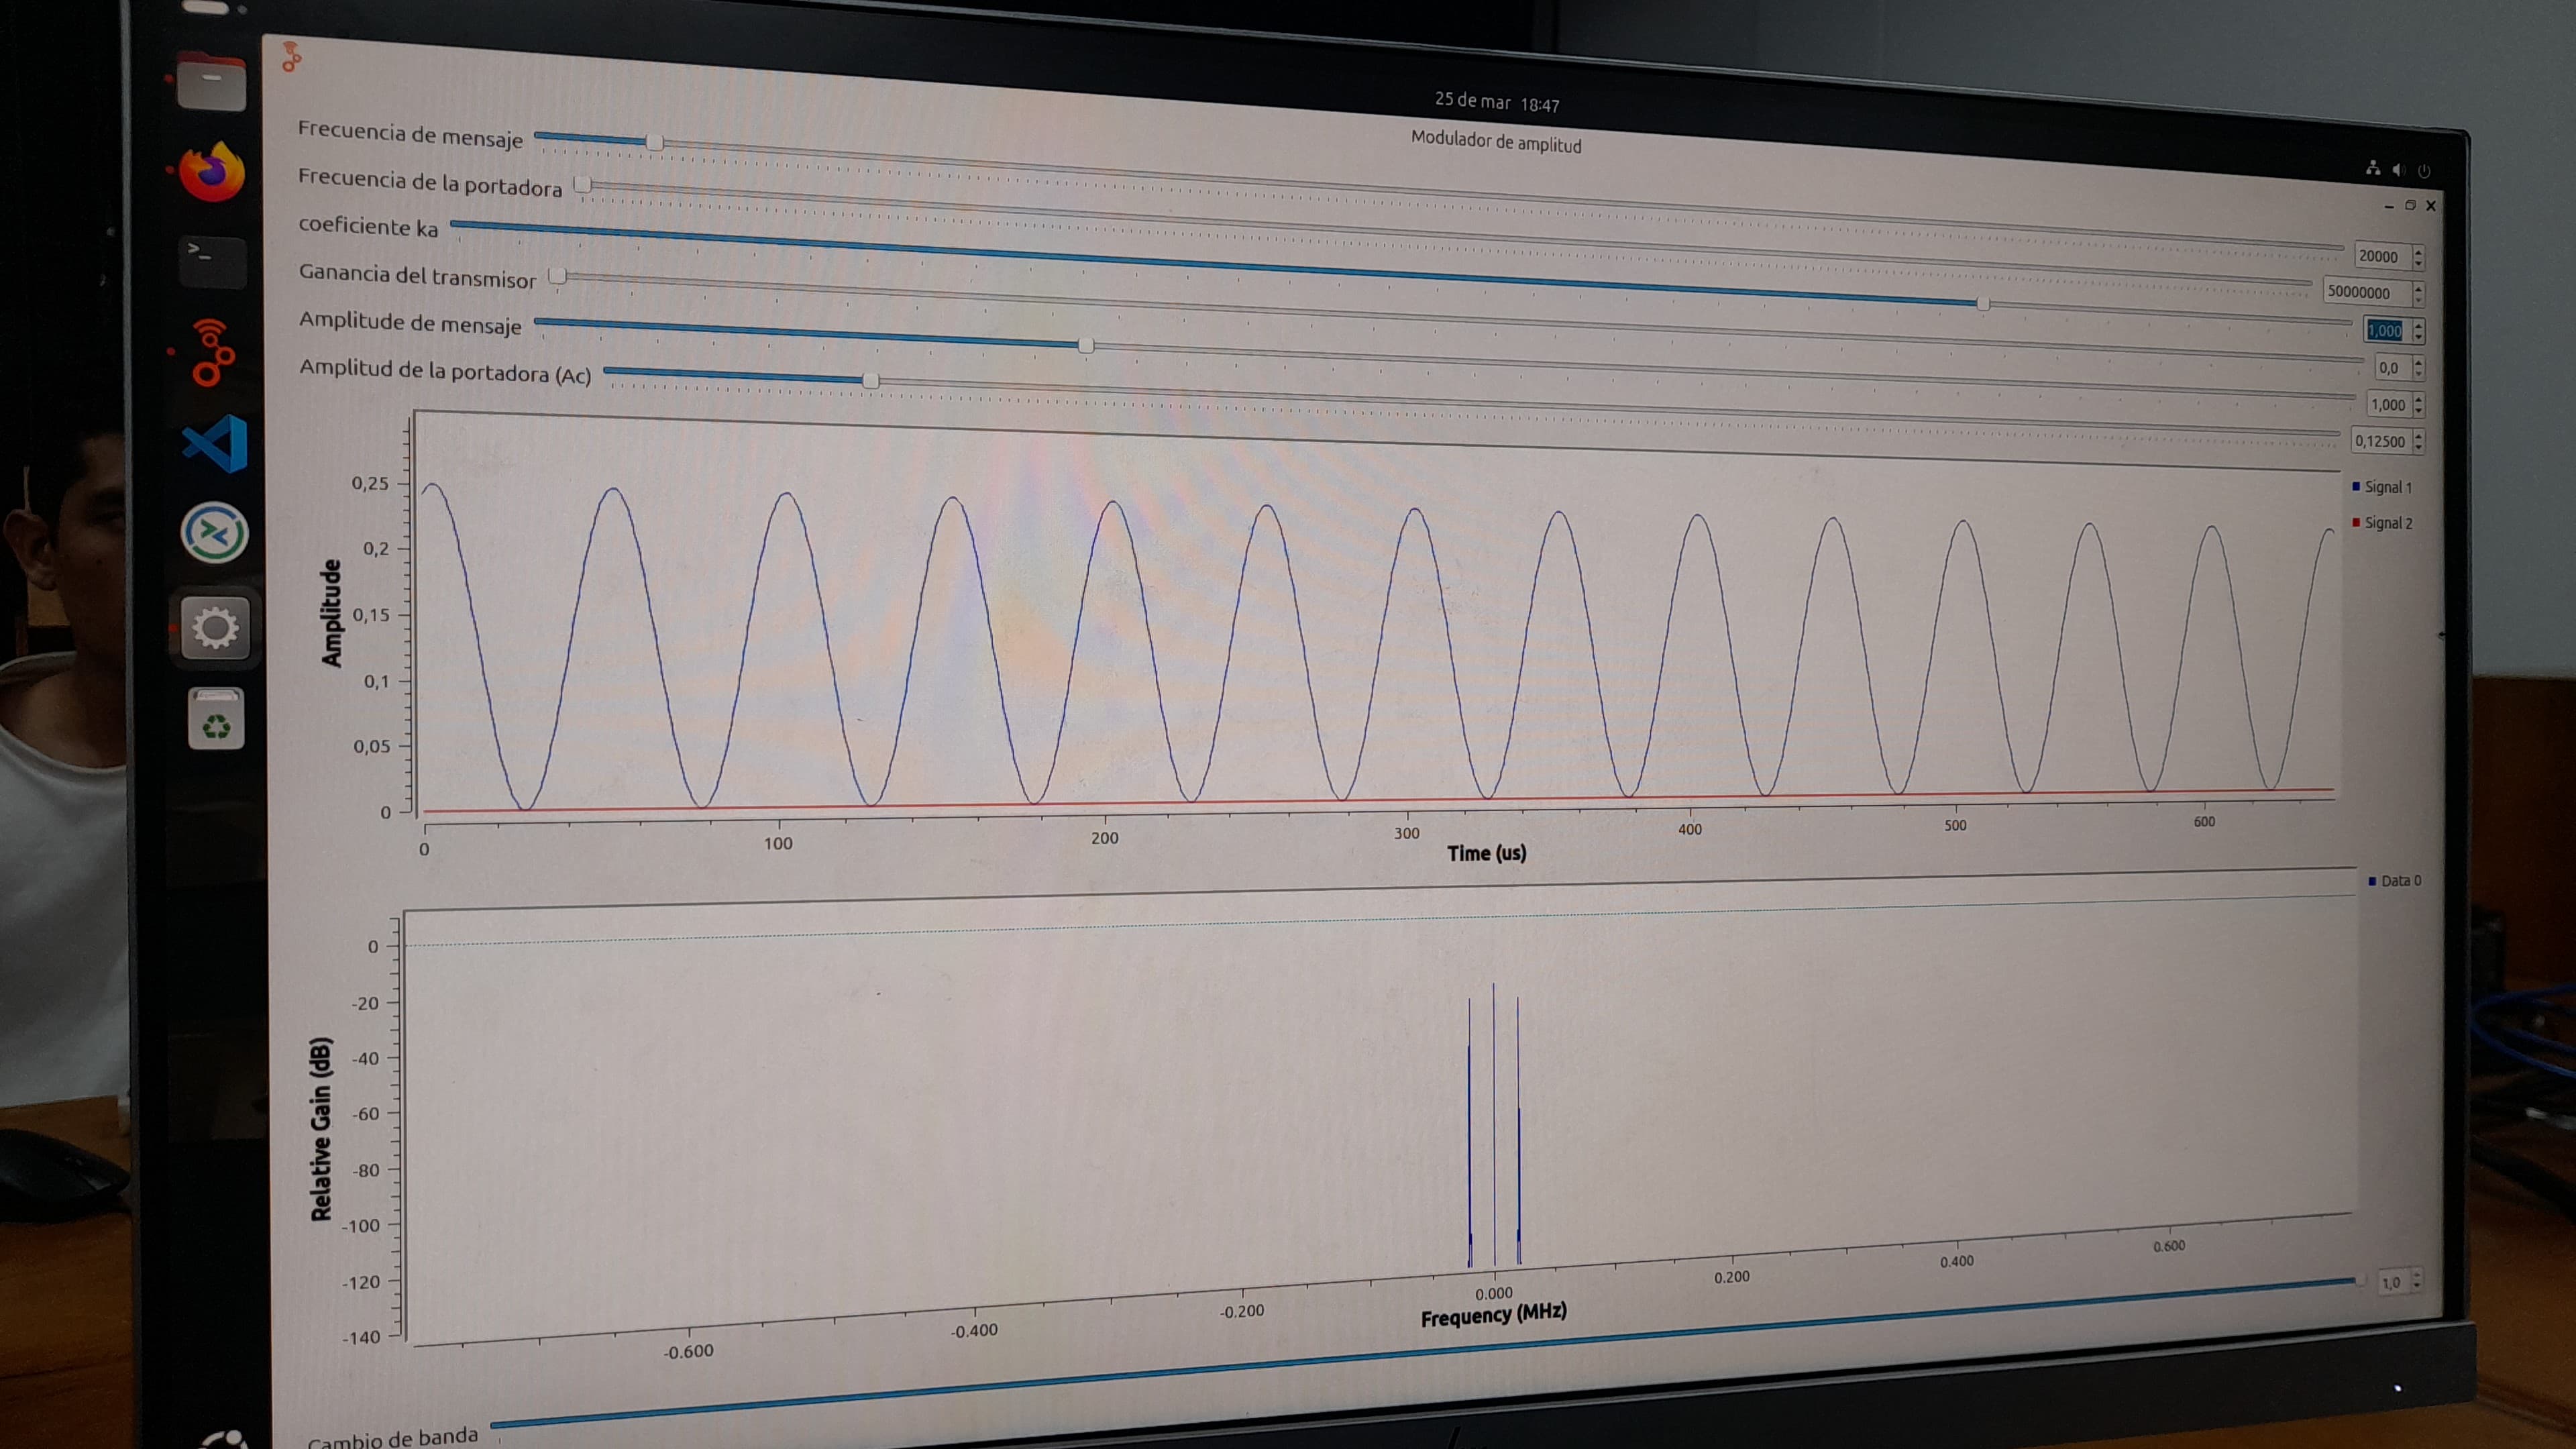 25 de mar 18:47
Modulador de amplitud
Frecuencia de mensaje 20000
Frecuencia de la portadora 50000000
coeficiente ka 1,000
Ganancia del transmisor 0,0
Amplitude de mensaje 1,000
Amplitud de la portadora (Ac) 0,12500
Signal 1
Signal 2
Amplitude
0,25
0,2
0,15
0,1
0,05
0
0 100 200 300 400 500 600
Time (us)
Data 0
Relative Gain (dB)
0
-20
-40
-60
-80
-100
-120
-140
-0.600 -0.400 -0.200 0.000 0.200 0.400 0.600
Frequency (MHz)
Cambio de banda 1,0